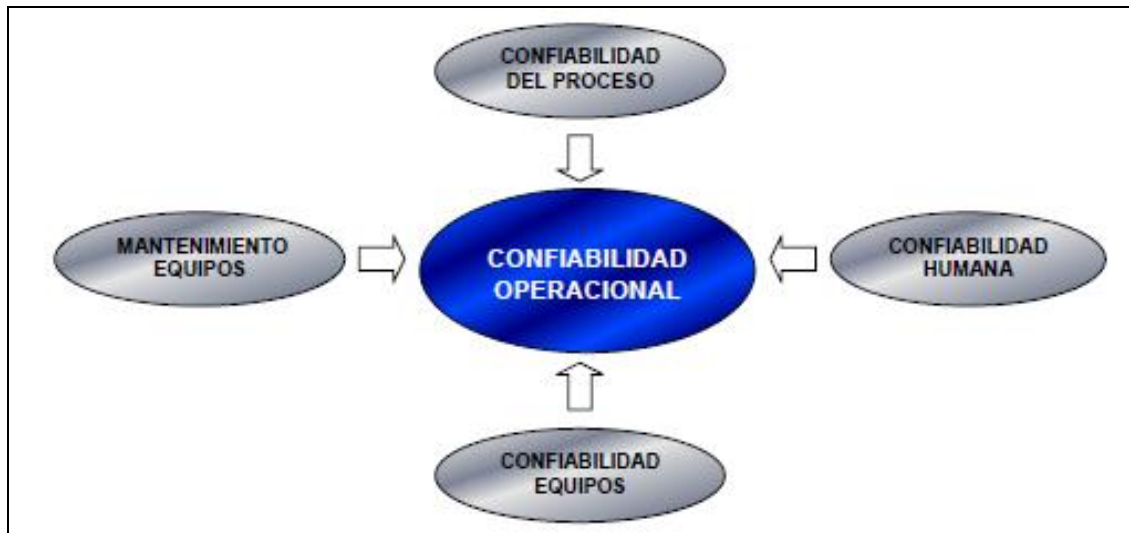 CONFIABILIDAD
DEL PROCESO
MANTENIMIENTO
EQUIPOS
CONFIABILIDAD
OPERACIONAL
CONFIABILIDAD
HUMANA
CONFIABILIDAD
EQUIPOS